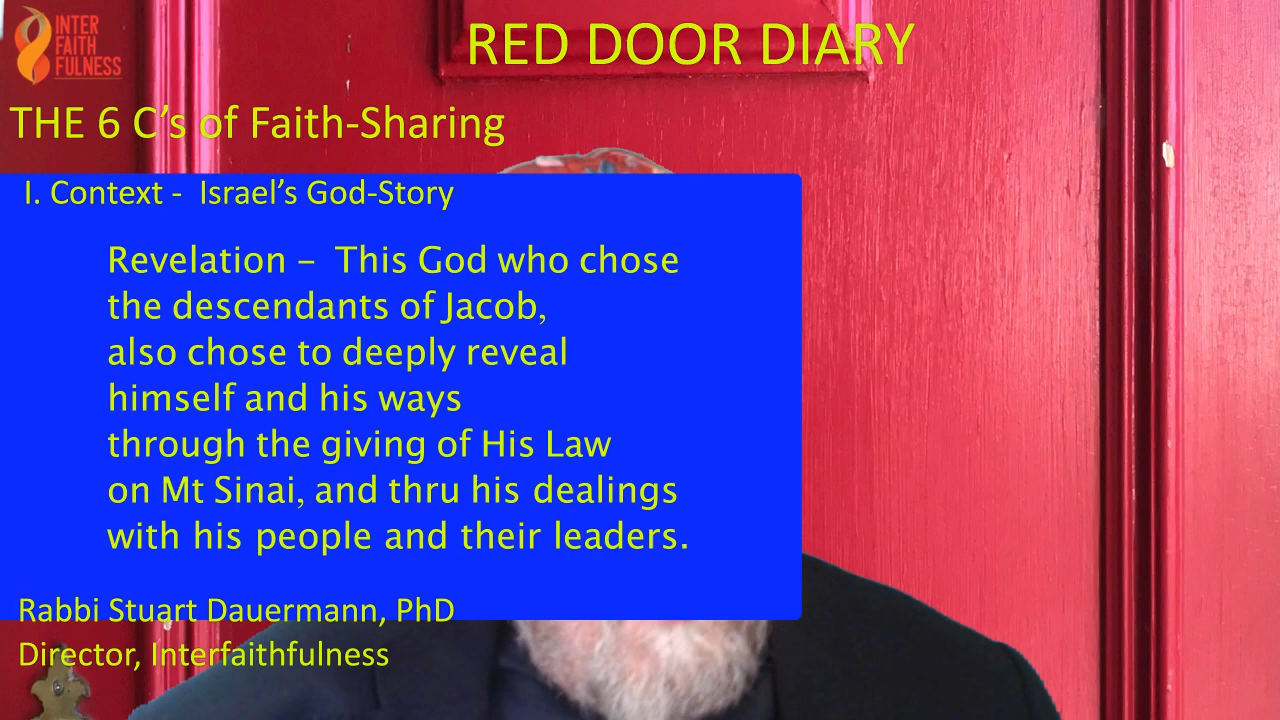 INTER
FAITH
FULNESS
RED DOOR DIARY
THE 6 C’s of Faith-Sharing
I. Context - Israel’s God-Story
Revelation – This God who chose
the descendants of Jacob,
also chose to deeply reveal
himself and his ways
through the giving of His Law
on Mt Sinai, and thru his dealings
with his people and their leaders.
Rabbi Stuart Dauermann, PhD
Director, Interfaithfulness